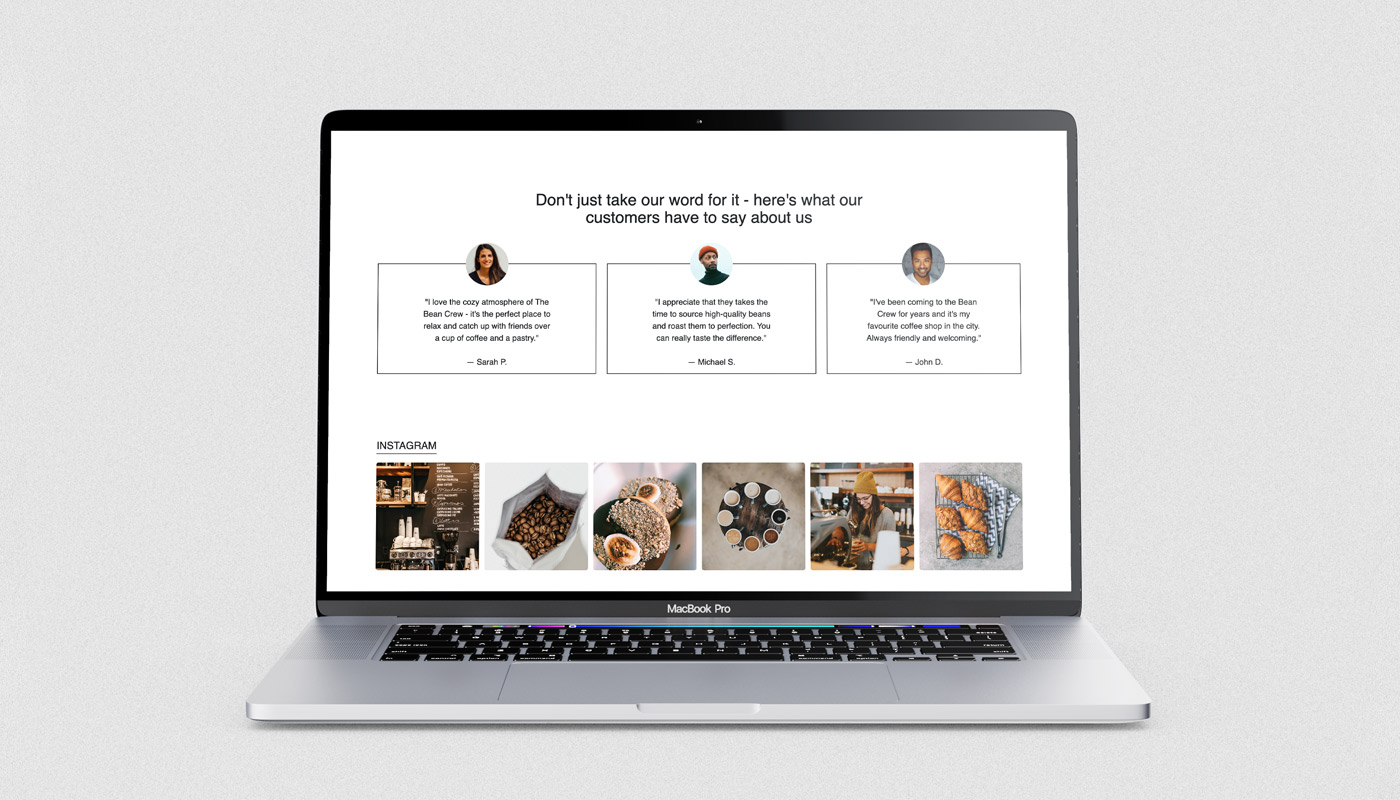 Don't just take our word for it - here's what our
customers have to say about us
"I love the cozy atmosphere of The
Bean Crew - it's the perfect place to
relax and catch up with friends over
a cup of coffee and a pastry."
— Sarah P.
"I appreciate that they takes the
time to source high-quality beans
and roast them to perfection. You
can really taste the difference."
— Michael S.
"I've been coming to the Bean
Crew for years and it's my
favourite coffee shop in the city.
Always friendly and welcoming."
— John D.
INSTAGRAM
MacBook Pro